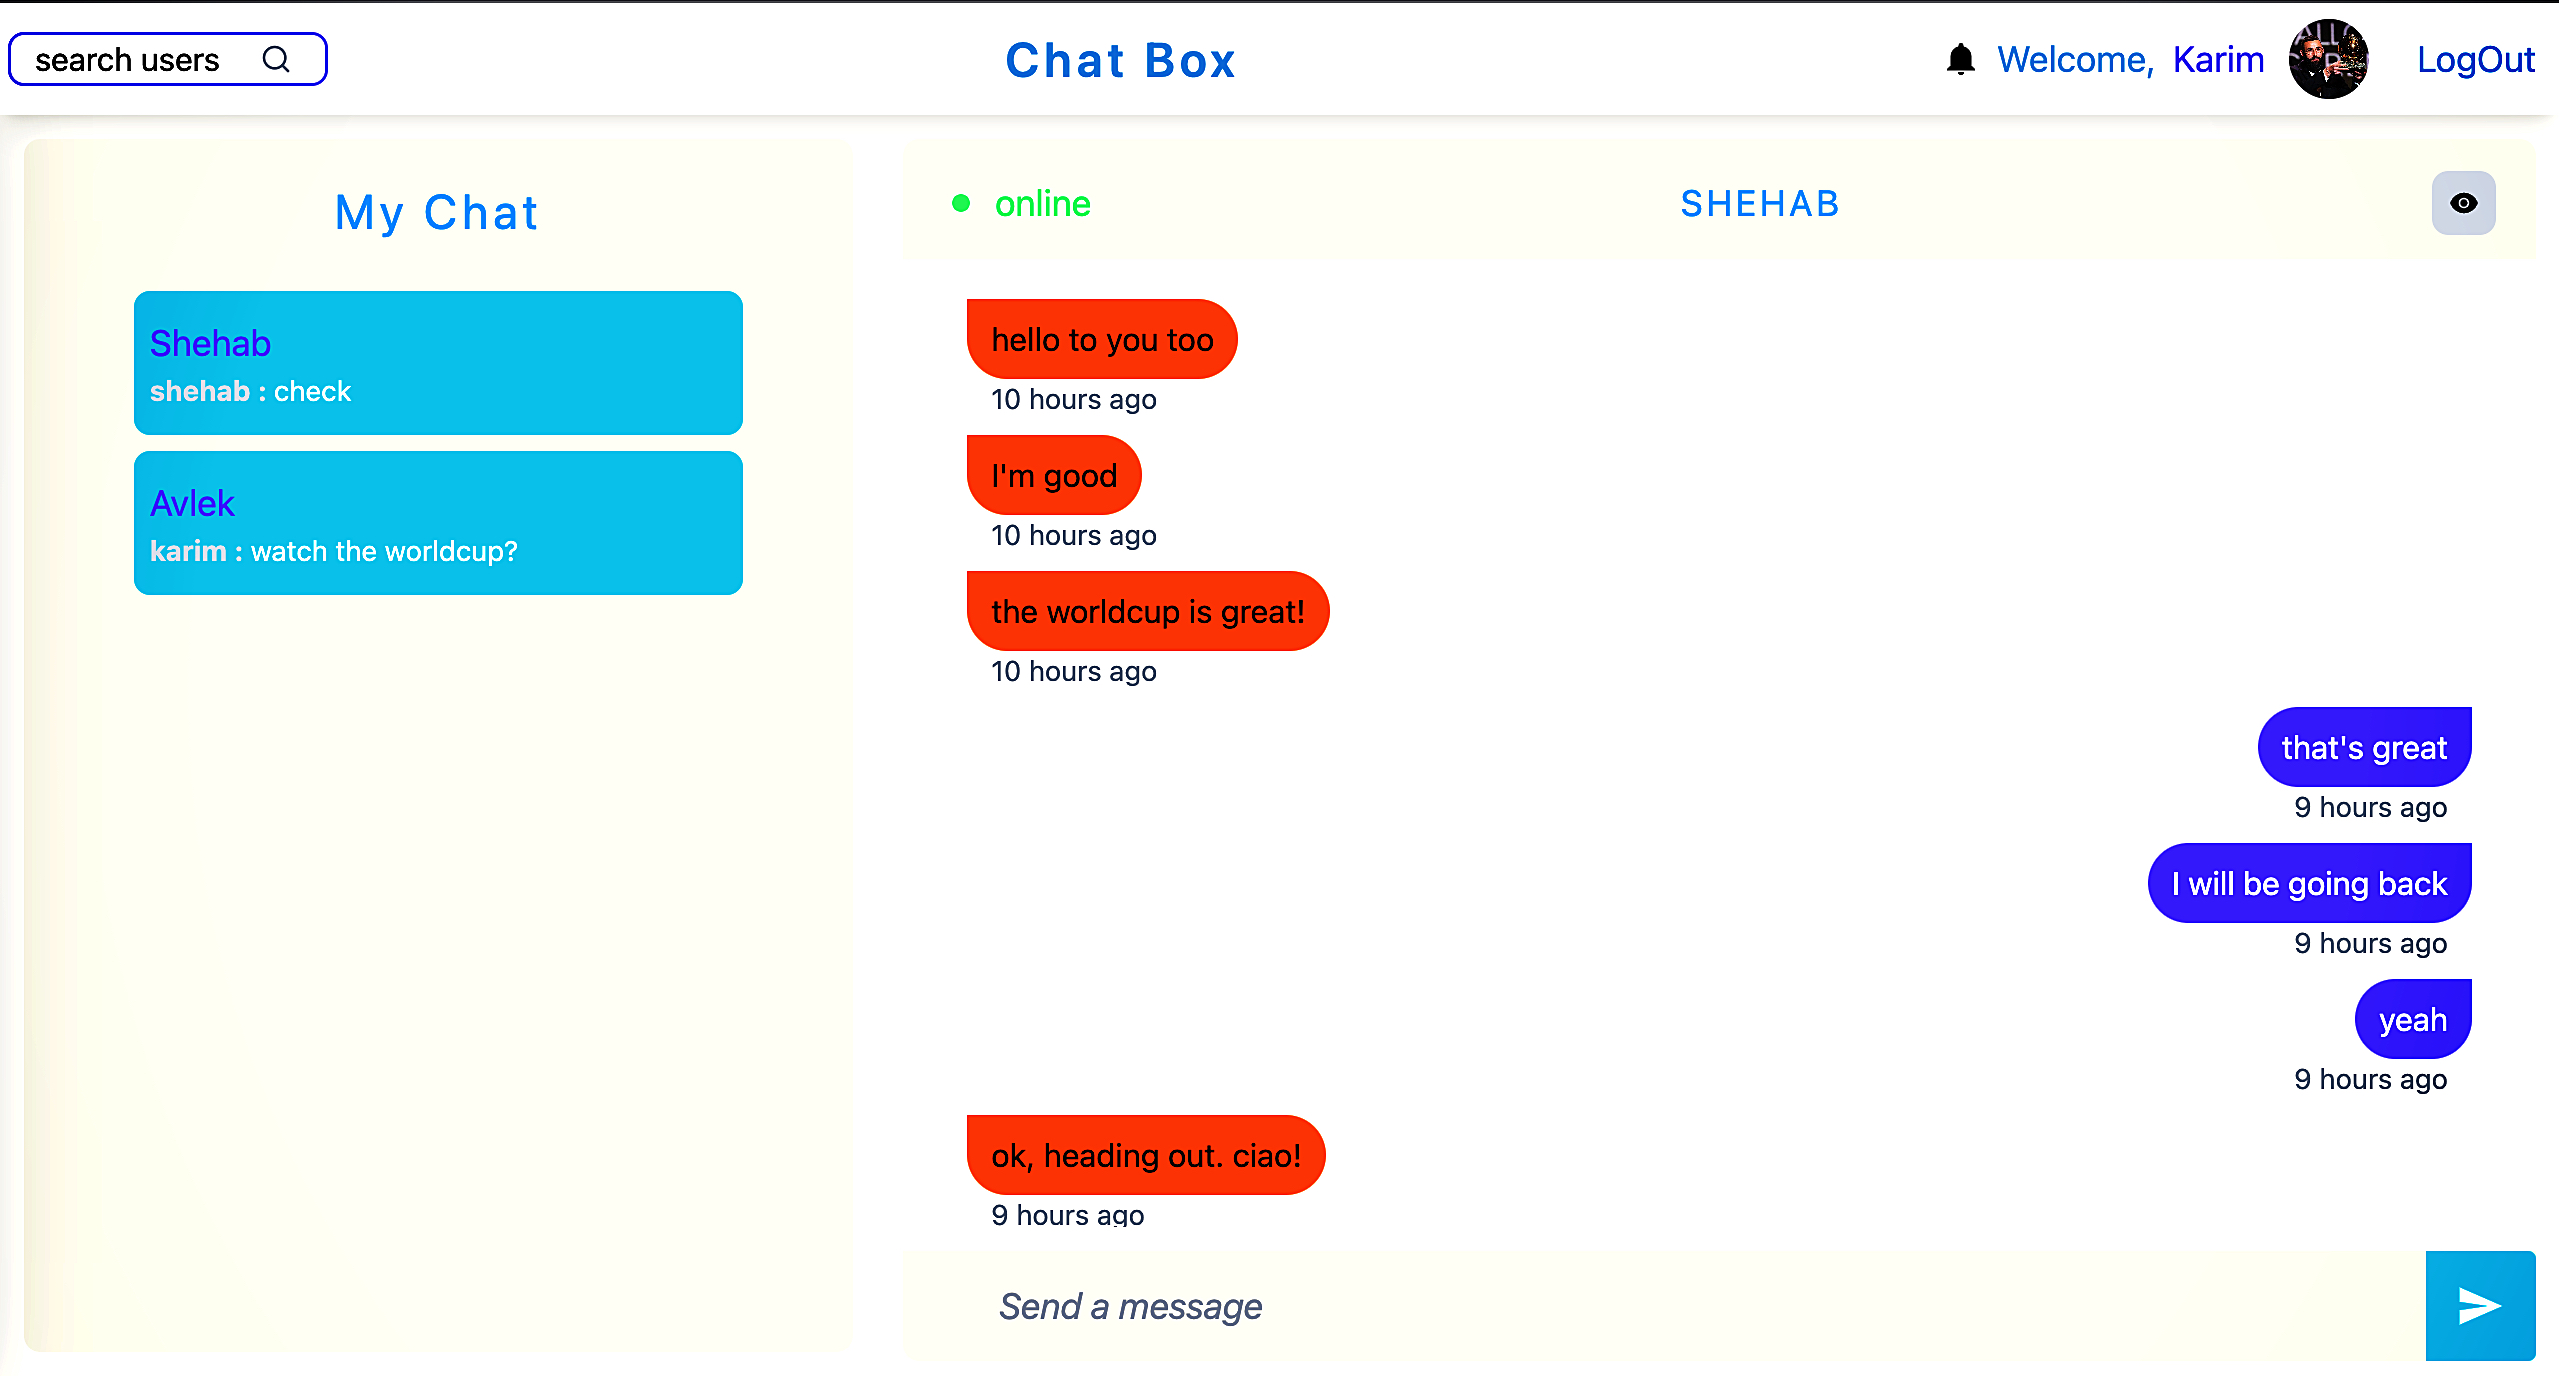 search users
Chat Box
Welcome, Karim
LogOut
My Chat
Shehab
shehab : check
Avlek
karim : watch the worldcup?
online
SHEHAB
hello to you too
10 hours ago
I'm good
10 hours ago
the worldcup is great!
10 hours ago
that's great
9 hours ago
I will be going back
9 hours ago
yeah
9 hours ago
ok, heading out. ciao!
9 hours ago
Send a message